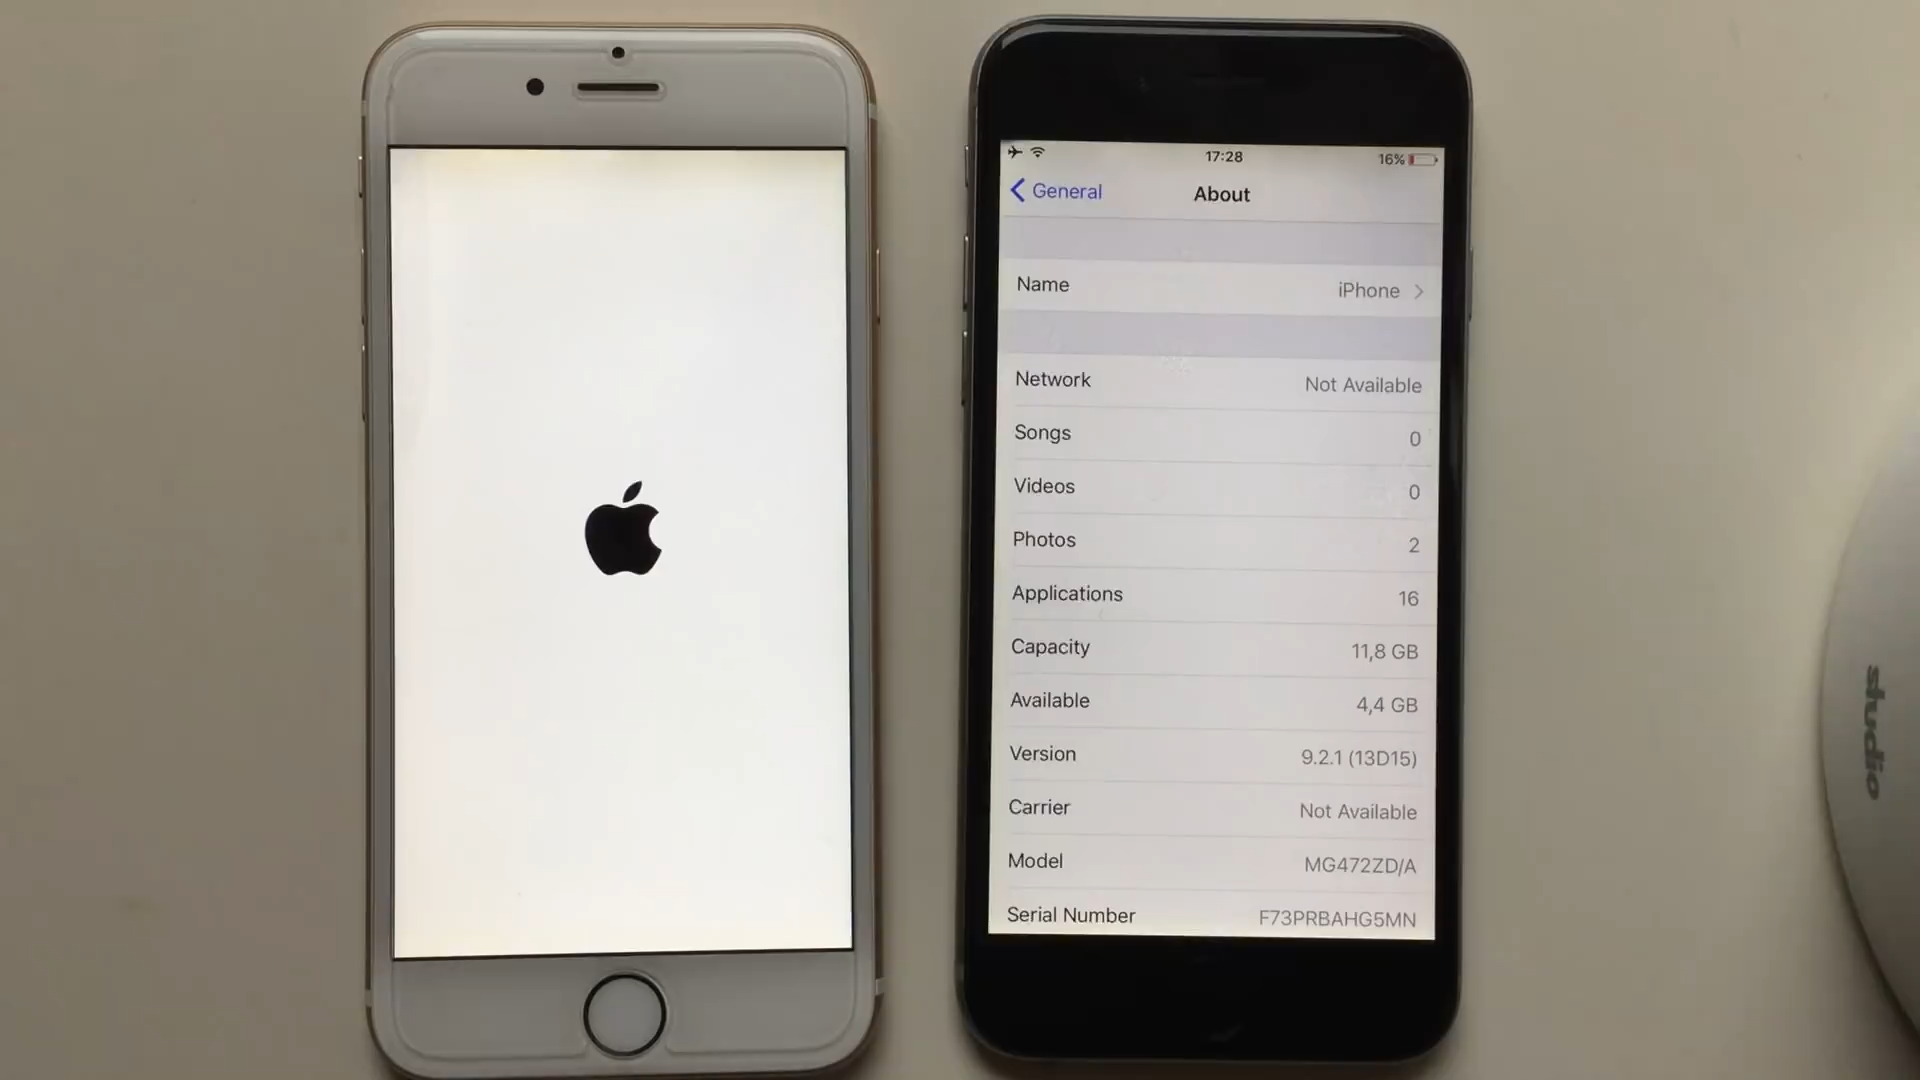 17:28
16%
General
About
Name iPhone
Network Not Available
Songs 0
Videos 0
Photos 2
Applications 16
Capacity 11,8 GB
Available 4,4 GB
Version 9.2.1 (13D15)
Carrier Not Available
Model MG472ZD/A
Serial Number F73PRBAHG5MN
studio